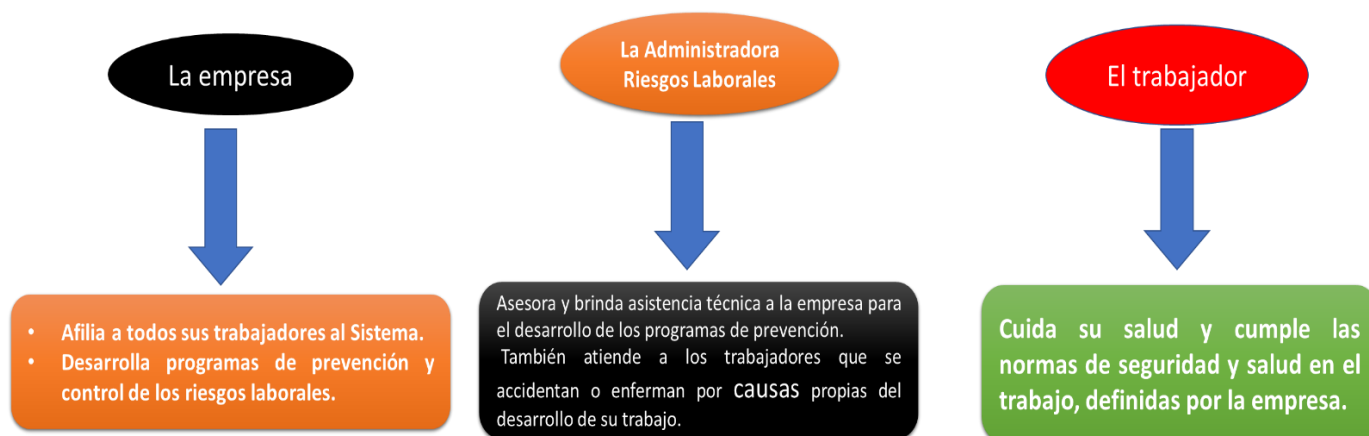 La empresa
La Administradora
Riesgos Laborales
El trabajador
• Afilia a todos sus trabajadores al Sistema.
• Desarrolla programas de prevención y
control de los riesgos laborales.
Asesora y brinda asistencia técnica a la empresa para
el desarrollo de los programas de prevención.
También atiende a los trabajadores que se
accidentan o enferman por causas propias del
desarrollo de su trabajo.
Cuida su salud y cumple las
normas de seguridad y salud en el
trabajo, definidas por la empresa.